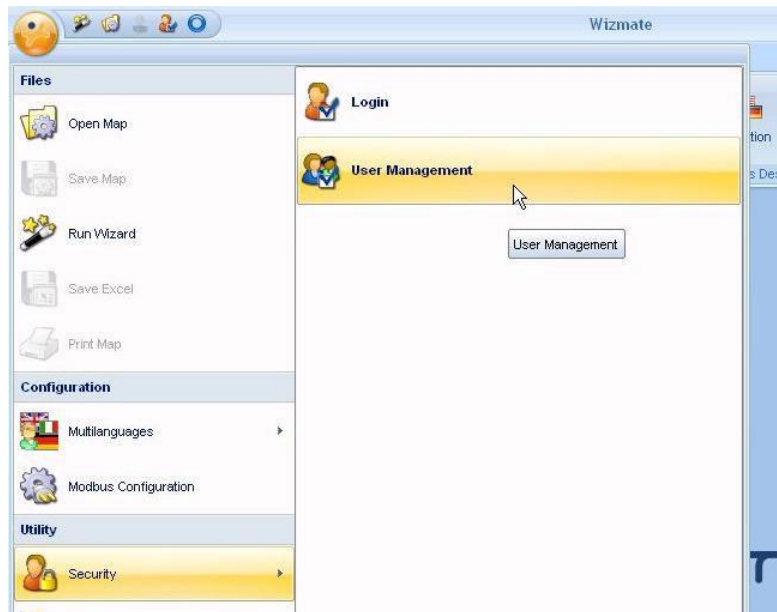 Wizmate
Files
Open Map
Save Map
Run Wizard
Save Excel
Print Map
Configuration
Multilanguages
Modbus Configuration
Utility
Security
Login
User Management
User Management
tion
s Des